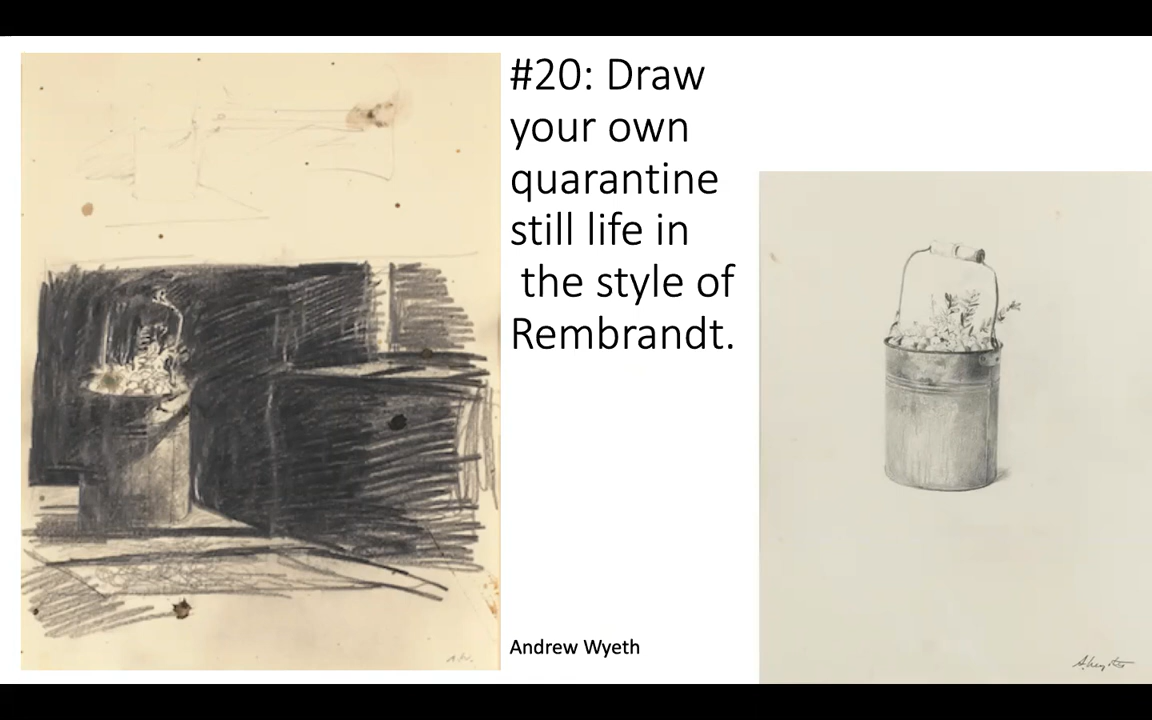 #20: Draw
your own
quarantine
still life in
the style of
Rembrandt.
Andrew Wyeth